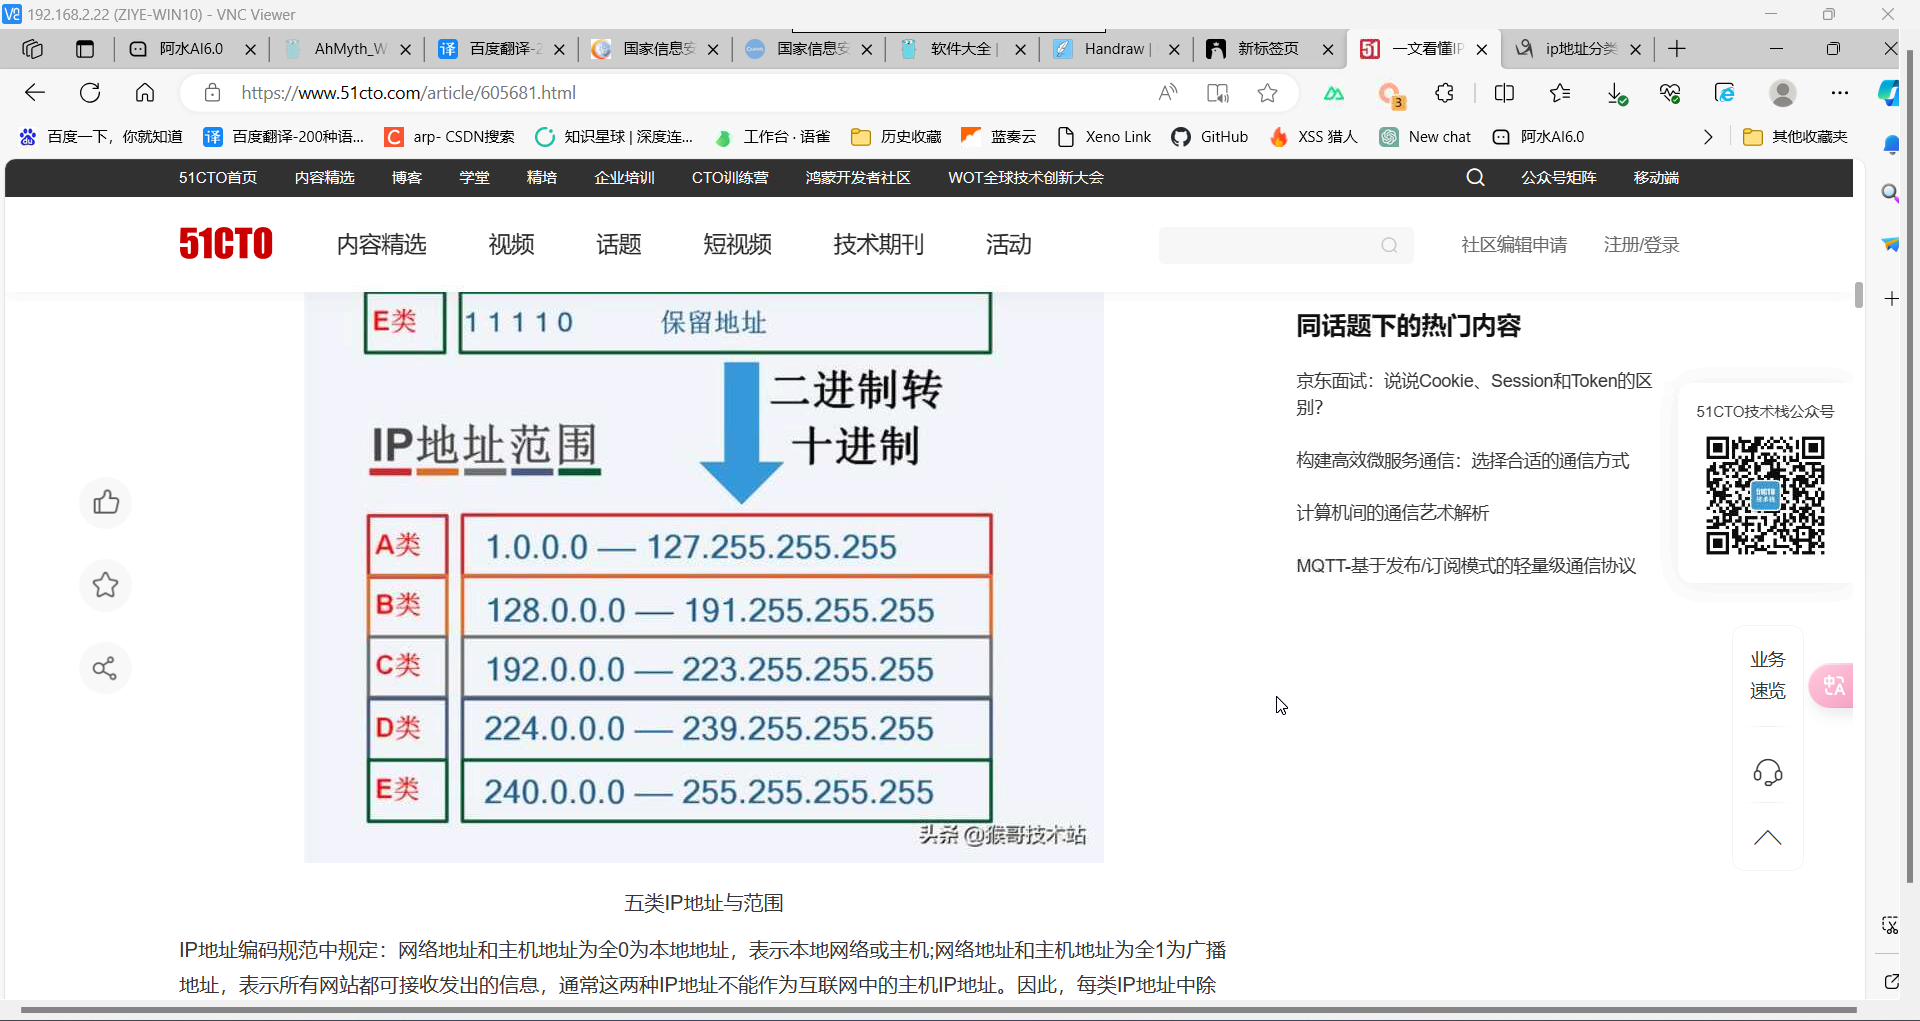 192.168.2.22 (ZIYE-WIN10) - VNC Viewer
阿水AI6.0
AhMyth_W
百度翻译-2
国家信息安
国家信息安
软件大全 |
Handraw |
新标签页
一文看懂IP
ip地址分类
https://www.51cto.com/article/605681.html
3
百度一下，你就知道
百度翻译-200种语...
arp- CSDN搜索
知识星球 | 深度连...
工作台 · 语雀
历史收藏
蓝奏云
Xeno Link
GitHub
XSS 猎人
New chat
阿水AI6.0
其他收藏夹
51CTO首页 内容精选 博客 学堂 精培 企业培训 CTO训练营 鸿蒙开发者社区 WOT全球技术创新大会 公众号矩阵 移动端
51CTO 内容精选 视频 话题 短视频 技术期刊 活动 社区编辑申请 注册/登录
E类 1 1 1 1 0 保留地址
二进制转
十进制
IP地址范围
A类 1.0.0.0 — 127.255.255.255
B类 128.0.0.0 — 191.255.255.255
C类 192.0.0.0 — 223.255.255.255
D类 224.0.0.0 — 239.255.255.255
E类 240.0.0.0 — 255.255.255.255
头条 @猴哥技术站
五类IP地址与范围
IP地址编码规范中规定：网络地址和主机地址为全0为本地地址，表示本地网络或主机;网络地址和主机地址为全1为广播
地址，表示所有网站都可接收发出的信息，通常这两种IP地址不能作为互联网中的主机IP地址。因此，每类IP地址中除
同话题下的热门内容
京东面试：说说Cookie、Session和Token的区
别？
构建高效微服务通信：选择合适的通信方式
计算机间的通信艺术解析
MQTT-基于发布/订阅模式的轻量级通信协议
51CTO技术栈公众号
51CTO
技术栈
业务
速览